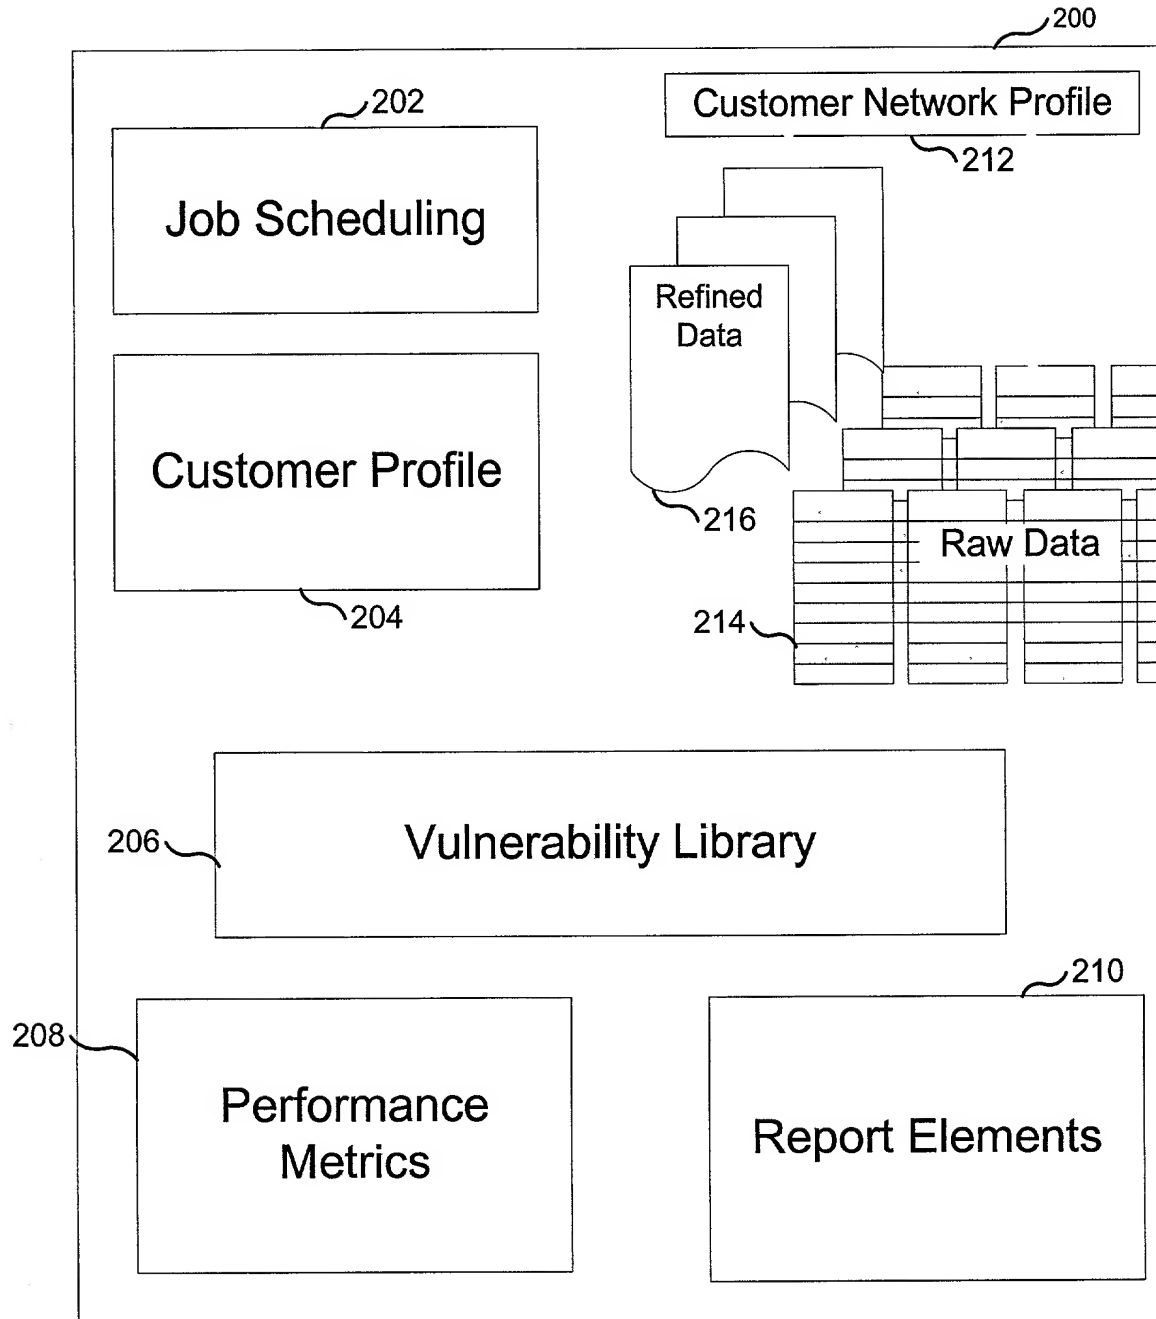 200
202
Customer Network Profile
212
Job Scheduling
Refined
Data
Customer Profile
216
Raw Data
204
214
206
Vulnerability Library
210
208
Performance
Metrics
Report Elements